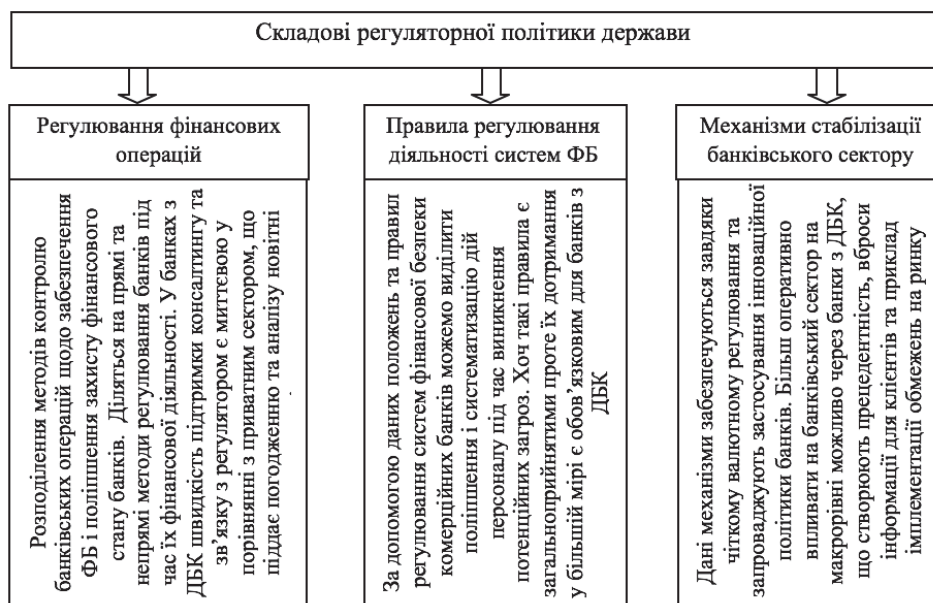 Складові регуляторної політики держави
Регулювання фінансових
операцій
Розподілення методів контролю
банківських операцій щодо забезпечення
ФБ і поліпшення захисту фінансового
стану банків. Діляться на прямі та
непрямі методи регулювання банків під
час їх фінансової діяльності. У банках з
ДБК швидкість підтримки консалтингу та
зв’язку з регулятором є миттєвою у
порівнянні з приватним сектором, що
піддає погодженню та аналізу новітні
Правила регулювання
діяльності систем ФБ
За допомогою даних положень та правил
регулювання систем фінансової безпеки
комерційних банків можемо виділити
поліпшення і систематизацію дій
персоналу під час виникнення
потенційних загроз. Хоч такі правила є
загальноприйнятими проте їх дотримання
у більшій мірі є обов’язковим для банків з
ДБК
Механізми стабілізації
банківського сектору
Дані механізми забезпечуються завдяки
чіткому валютному регулювання та
запроваджують застосування інноваційної
політики банків. Більш оперативно
впливати на банківський сектор на
макрорівні можливо через банки з ДБК,
що створюють прецедентність, вброси
інформації для клієнтів та приклад
імплементації обмежень на ринку